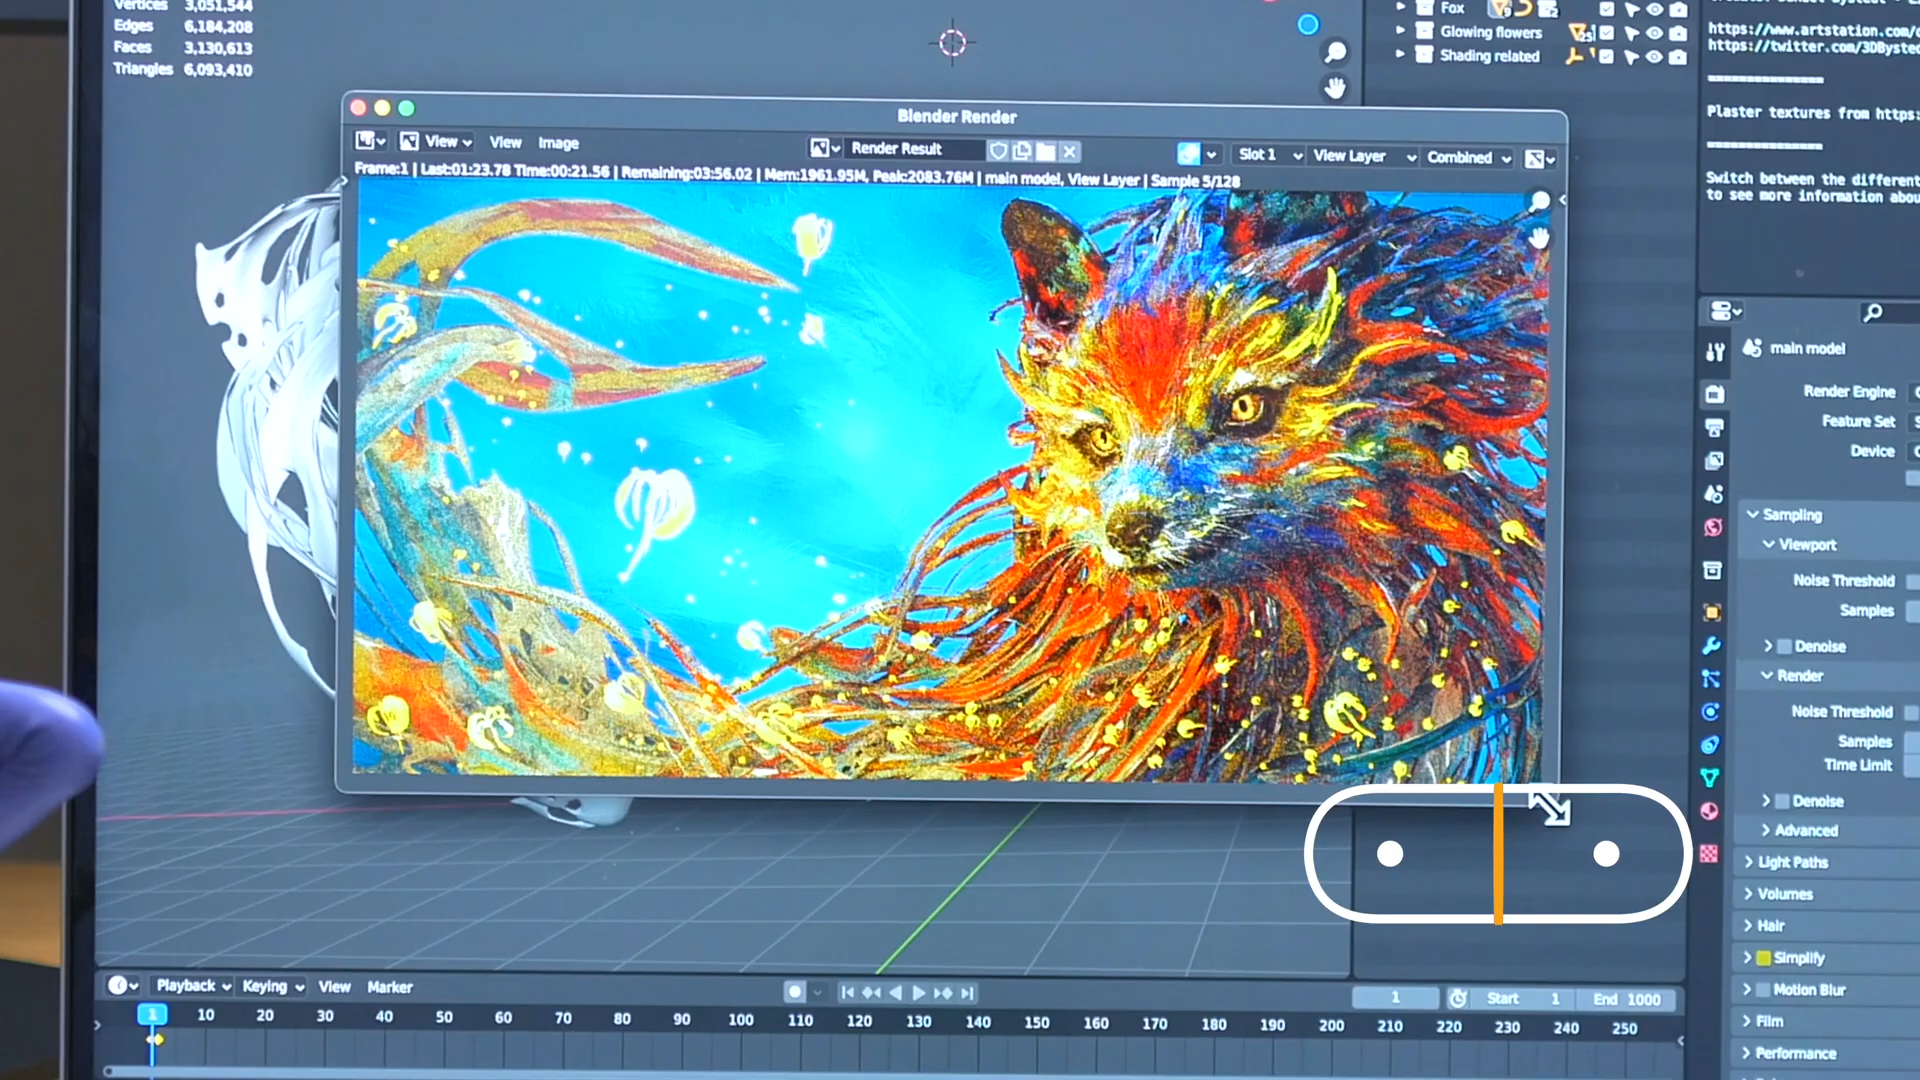 Vertices 3,051,544
Edges 6,184,208
Faces 3,130,613
Triangles 6,093,410
Fox 9 2
Glowing flowers 25
Shading related
https://www.artstation.com/
https://twitter.com/3DBysted
===============
Plaster textures from https:
===============
Switch between the different
to see more information abou
Blender Render
View View Image Render Result Slot 1 View Layer Combined
Frame:1 | Last:01:23.78 Time:00:21.56 | Remaining:03:56.02 | Mem:1961.95M, Peak:2083.76M | main model, View Layer | Sample 5/128
main model
Render Engine
Feature Set
Device
Sampling
Viewport
Noise Threshold
Samples
Denoise
Render
Noise Threshold
Samples
Time Limit
Denoise
Advanced
Light Paths
Volumes
Hair
Simplify
Motion Blur
Film
Performance
Playback Keying View Marker 1 Start 1 End 1000
1 10 20 30 40 50 60 70 80 90 100 110 120 130 140 150 160 170 180 190 200 210 220 230 240 250